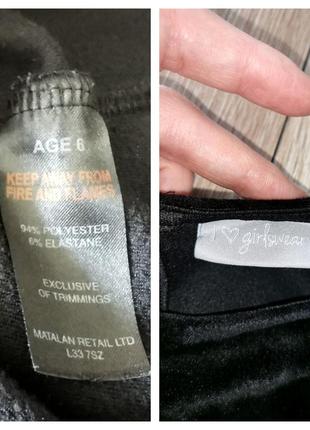 AGE 6
KEEP AWAY FROM
FIRE AND FLAMES
94% POLYESTER
6% ELASTANE
EXCLUSIVE
OF TRIMMINGS
MATALAN RETAIL LTD
L33 7SZ
I ♡ girlswear